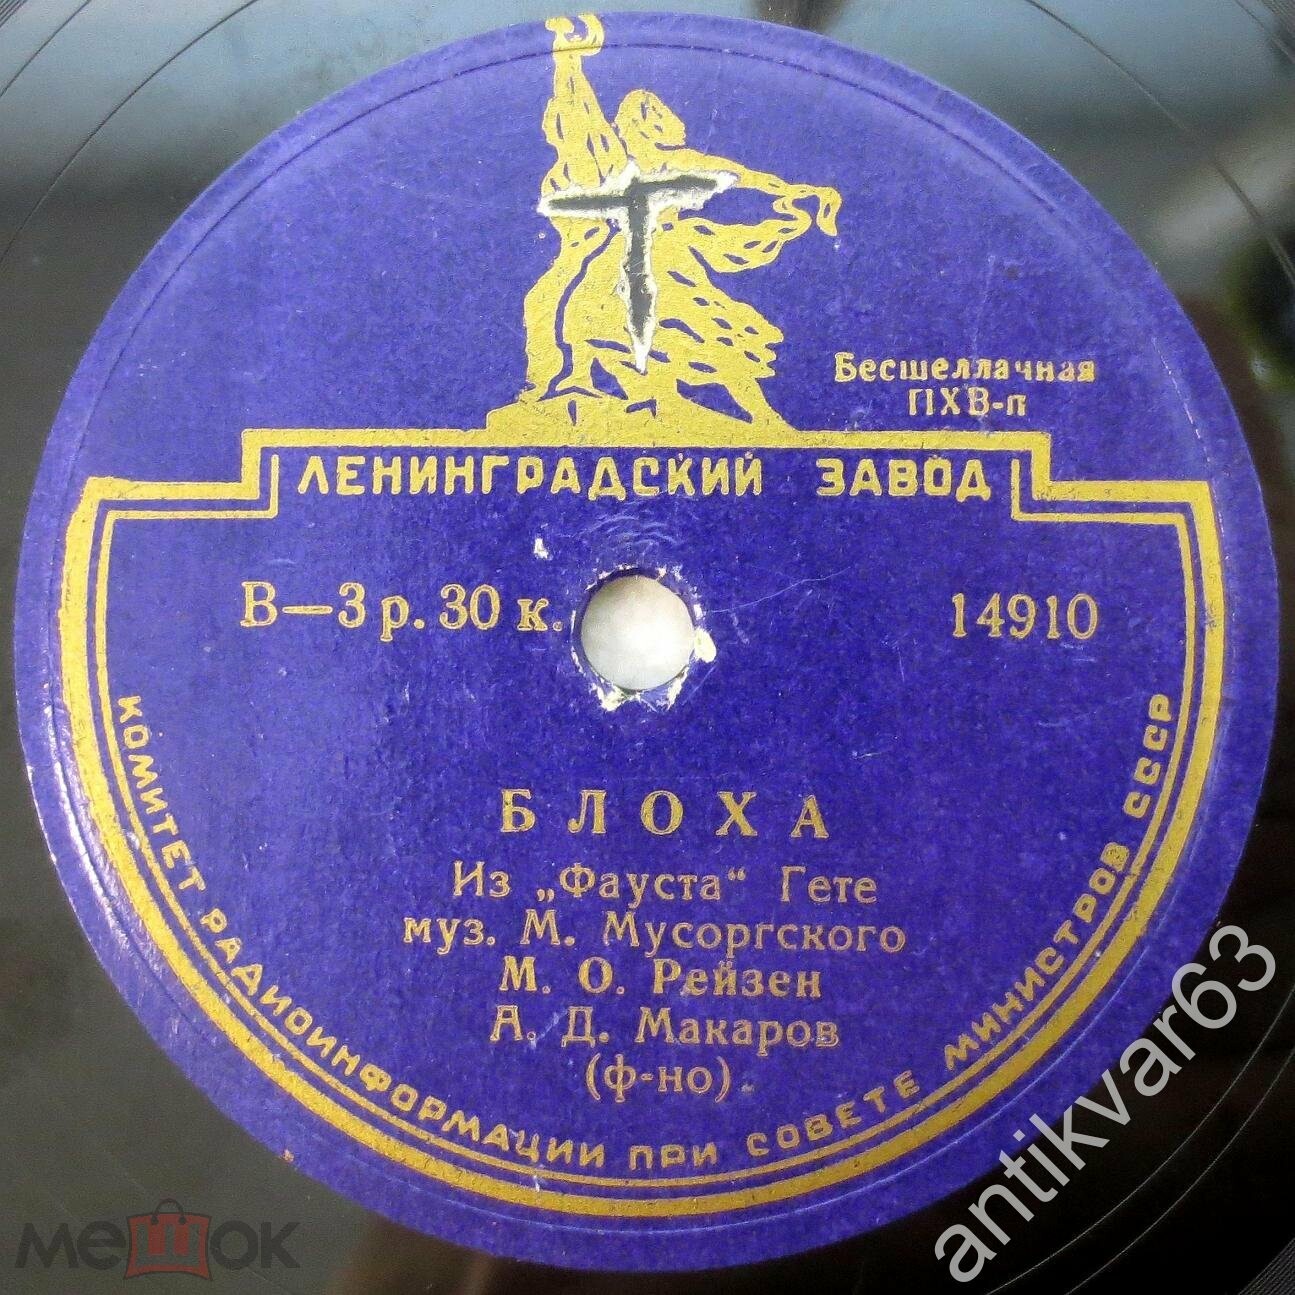 Бесшеллачная
ПХВ-п
ЛЕНИНГРАДСКИЙ ЗАВОД
В—3 р. 30 к.
14910
БЛОХА
Из „Фауста“ Гете
муз. М. Мусоргского
М. О. Рейзен
А. Д. Макаров
(ф-но)
КОМИТЕТ РАДИОИНФОРМАЦИИ ПРИ СОВЕТЕ МИНИСТРОВ СССР
мешок
antikvar63